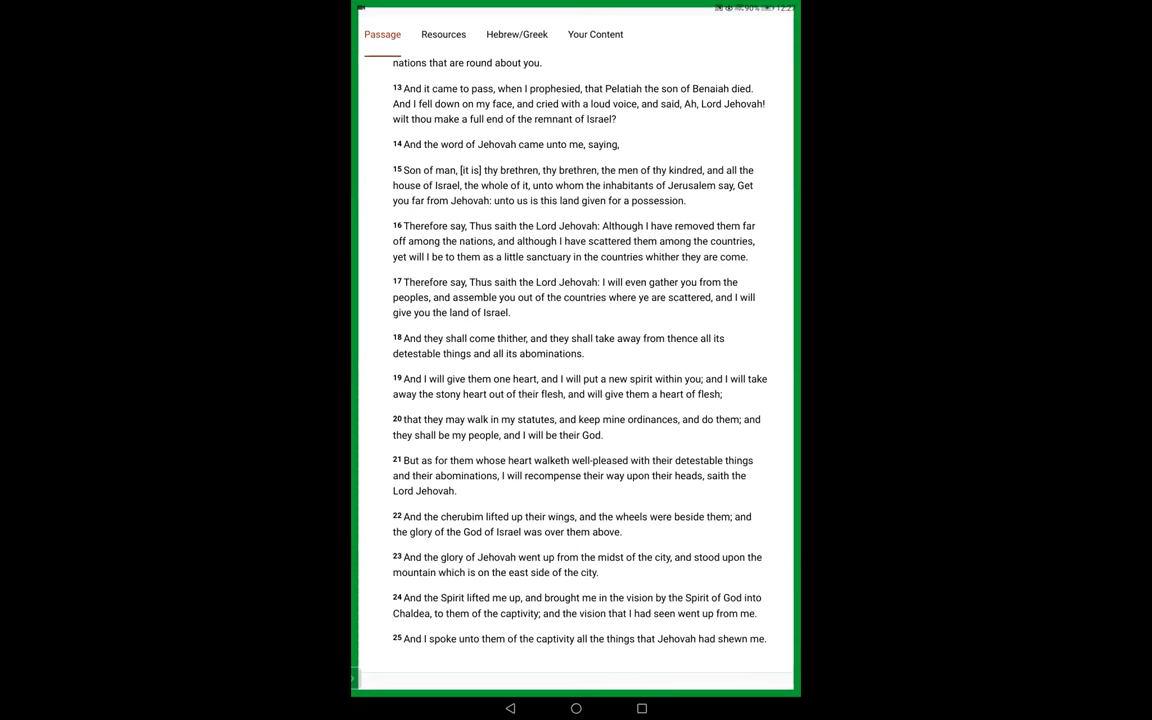 90% 12:27
Passage Resources Hebrew/Greek Your Content
nations that are round about you.
13 And it came to pass, when I prophesied, that Pelatiah the son of Benaiah died.
And I fell down on my face, and cried with a loud voice, and said, Ah, Lord Jehovah!
wilt thou make a full end of the remnant of Israel?
14 And the word of Jehovah came unto me, saying,
15 Son of man, [it is] thy brethren, thy brethren, the men of thy kindred, and all the
house of Israel, the whole of it, unto whom the inhabitants of Jerusalem say, Get
you far from Jehovah: unto us is this land given for a possession.
16 Therefore say, Thus saith the Lord Jehovah: Although I have removed them far
off among the nations, and although I have scattered them among the countries,
yet will I be to them as a little sanctuary in the countries whither they are come.
17 Therefore say, Thus saith the Lord Jehovah: I will even gather you from the
peoples, and assemble you out of the countries where ye are scattered, and I will
give you the land of Israel.
18 And they shall come thither, and they shall take away from thence all its
detestable things and all its abominations.
19 And I will give them one heart, and I will put a new spirit within you; and I will take
away the stony heart out of their flesh, and will give them a heart of flesh;
20 that they may walk in my statutes, and keep mine ordinances, and do them; and
they shall be my people, and I will be their God.
21 But as for them whose heart walketh well-pleased with their detestable things
and their abominations, I will recompense their way upon their heads, saith the
Lord Jehovah.
22 And the cherubim lifted up their wings, and the wheels were beside them; and
the glory of the God of Israel was over them above.
23 And the glory of Jehovah went up from the midst of the city, and stood upon the
mountain which is on the east side of the city.
24 And the Spirit lifted me up, and brought me in the vision by the Spirit of God into
Chaldea, to them of the captivity; and the vision that I had seen went up from me.
25 And I spoke unto them of the captivity all the things that Jehovah had shewn me.